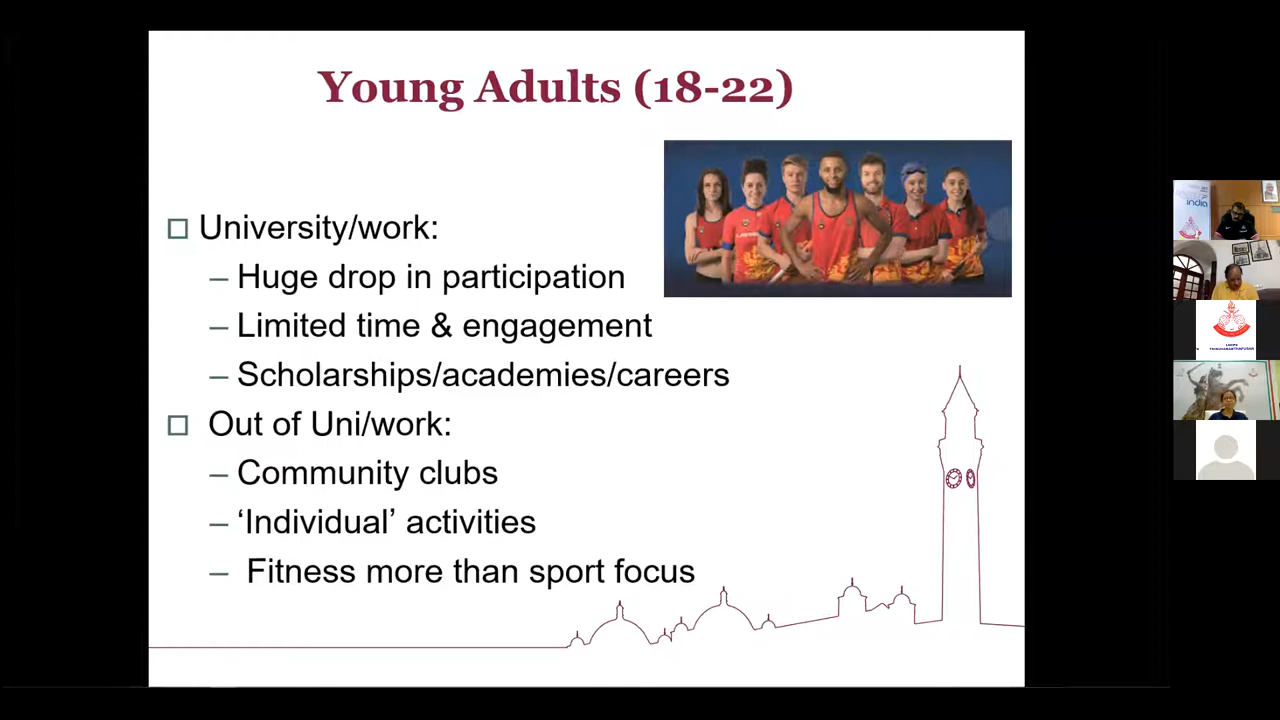 Young Adults (18-22)
University/work:
– Huge drop in participation
– Limited time & engagement
– Scholarships/academies/careers
Out of Uni/work:
– Community clubs
– ‘Individual’ activities
– Fitness more than sport focus
india